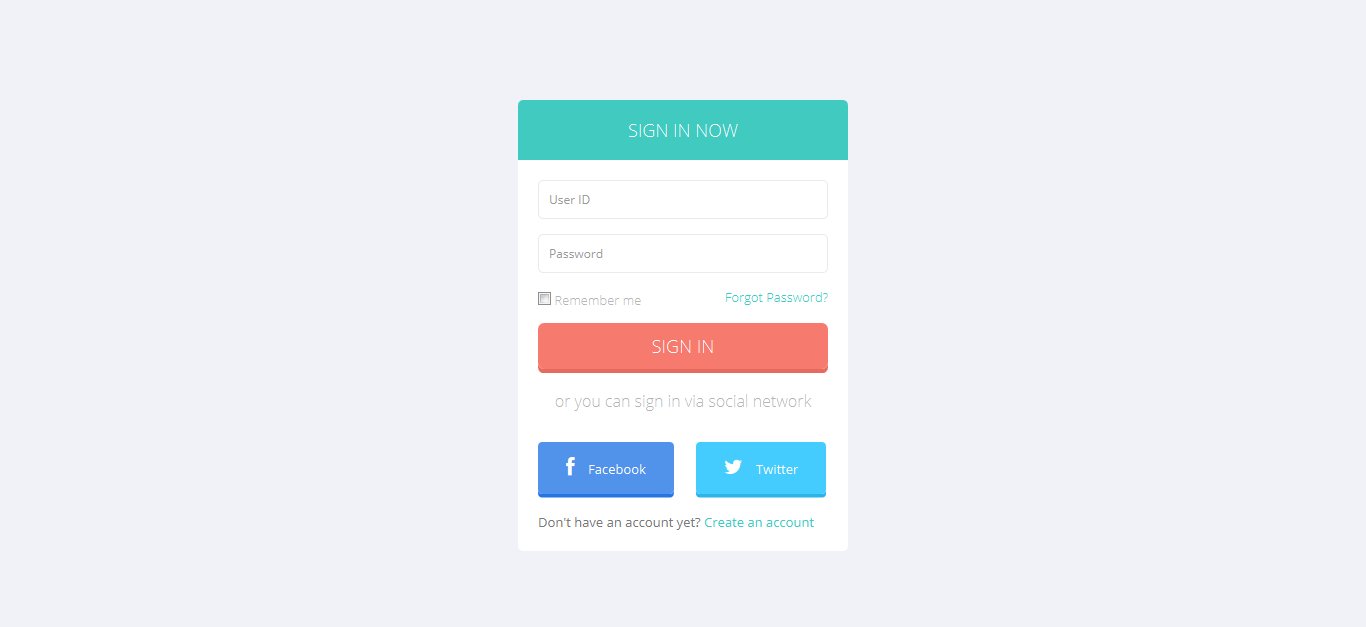 SIGN IN NOW
User ID
Password
Remember me Forgot Password?
SIGN IN
or you can sign in via social network
Facebook Twitter
Don't have an account yet? Create an account